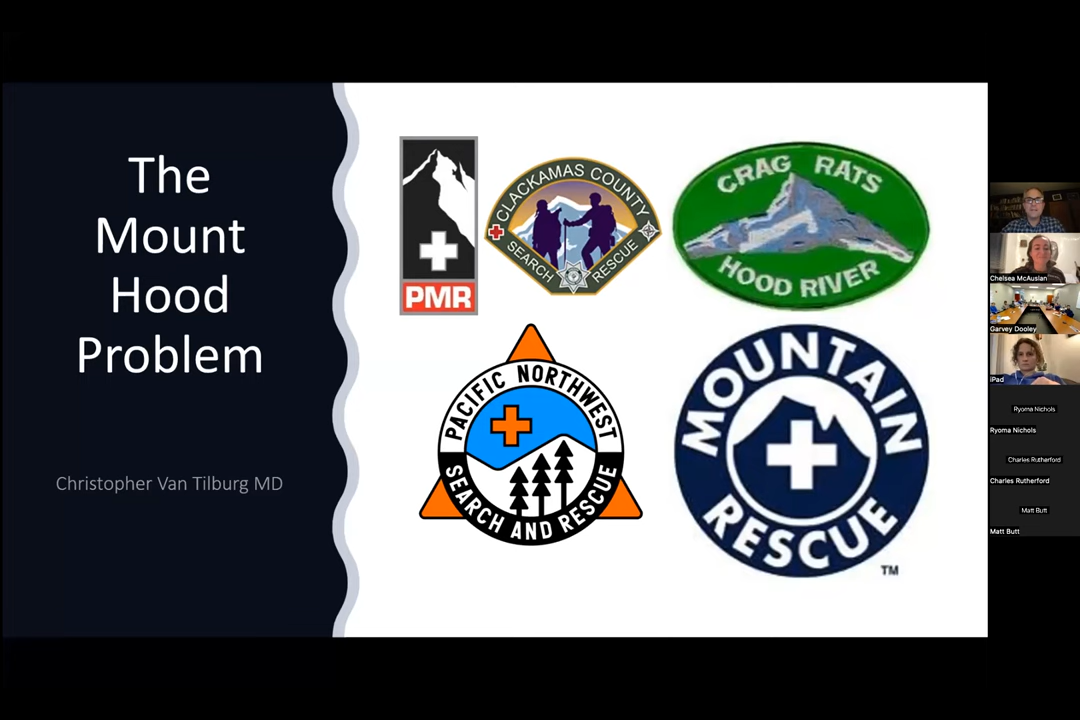 The
Mount
Hood
Problem
Christopher Van Tilburg MD
PMR
CLACKAMAS COUNTY
SEARCH RESCUE
CRAG RATS
HOOD RIVER
PACIFIC NORTHWEST
SEARCH AND RESCUE
MOUNTAIN
RESCUE
TM
Chelsea McAuslan
Garvey Dooley
iPad
Ryoma Nichols
Ryoma Nichols
Charles Rutherford
Charles Rutherford
Matt Butt
Matt Butt